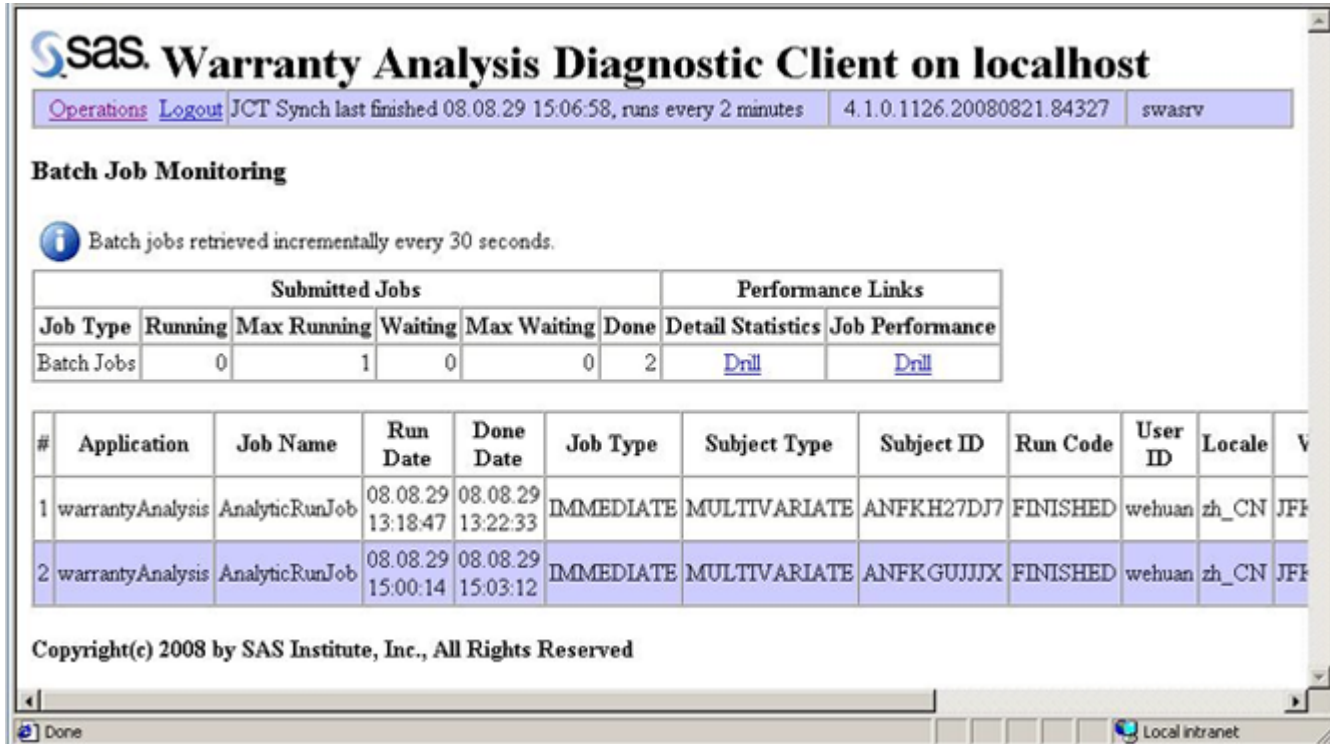 sas. Warranty Analysis Diagnostic Client on localhost
Operations Logout JCT Synch last finished 08.08.29 15:06:58, runs every 2 minutes 4.1.0.1126.20080821.84327 swasrv
Batch Job Monitoring
Batch jobs retrieved incrementally every 30 seconds.
Submitted Jobs Performance Links
Job Type Running Max Running Waiting Max Waiting Done Detail Statistics Job Performance
Batch Jobs 0 1 0 0 2 Drill Drill
# Application Job Name Run Date Done Date Job Type Subject Type Subject ID Run Code User ID Locale
1 warrantyAnalysis AnalyticRunJob 08.08.29 13:18:47 08.08.29 13:22:33 IMMEDIATE MULTIVARIATE ANFKH27DJ7 FINISHED wehuan zh_CN
2 warrantyAnalysis AnalyticRunJob 08.08.29 15:00:14 08.08.29 15:03:12 IMMEDIATE MULTIVARIATE ANFKGUJJJX FINISHED wehuan zh_CN
Copyright(c) 2008 by SAS Institute, Inc., All Rights Reserved
Done Local intranet